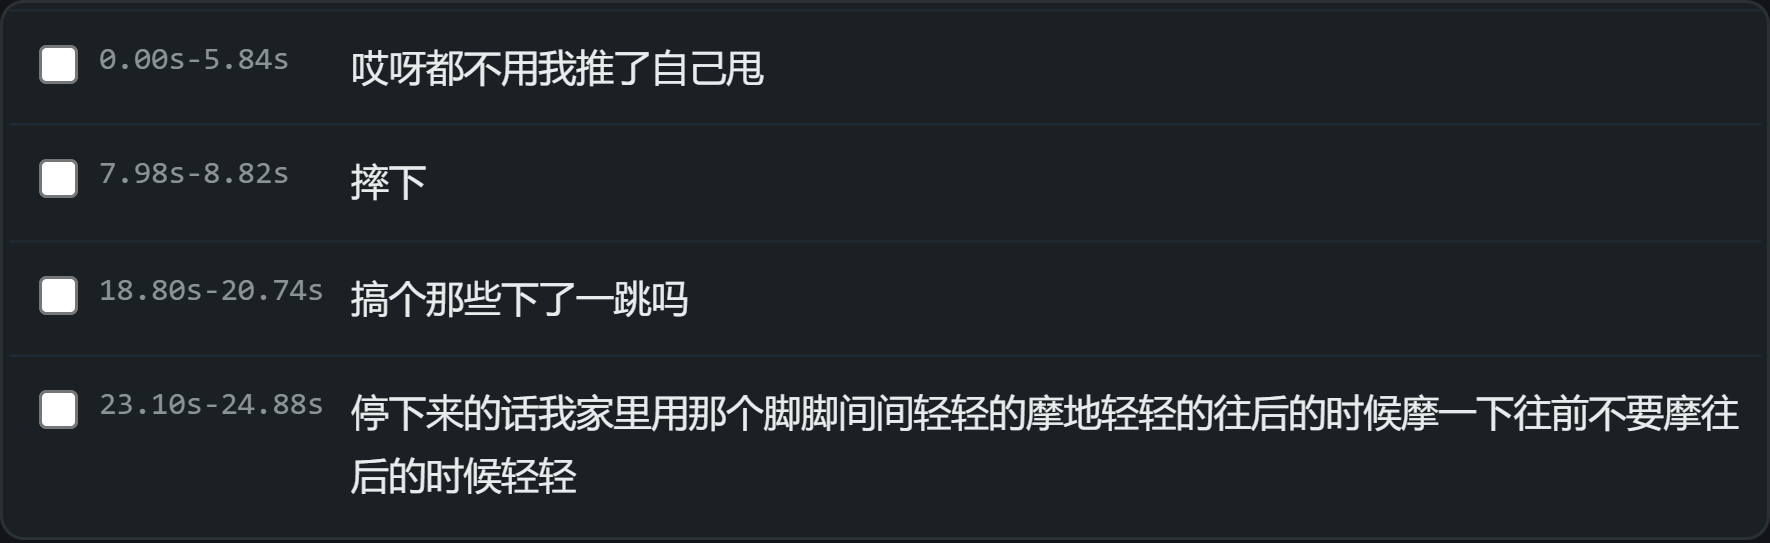 0.00s-5.84s 哎呀都不用我推了自己甩
7.98s-8.82s 摔下
18.80s-20.74s 搞个那些下了一跳吗
23.10s-24.88s 停下来的话我家里用那个脚脚间间轻轻的摩地轻轻的往后的时候摩一下往前不要摩往
后的时候轻轻